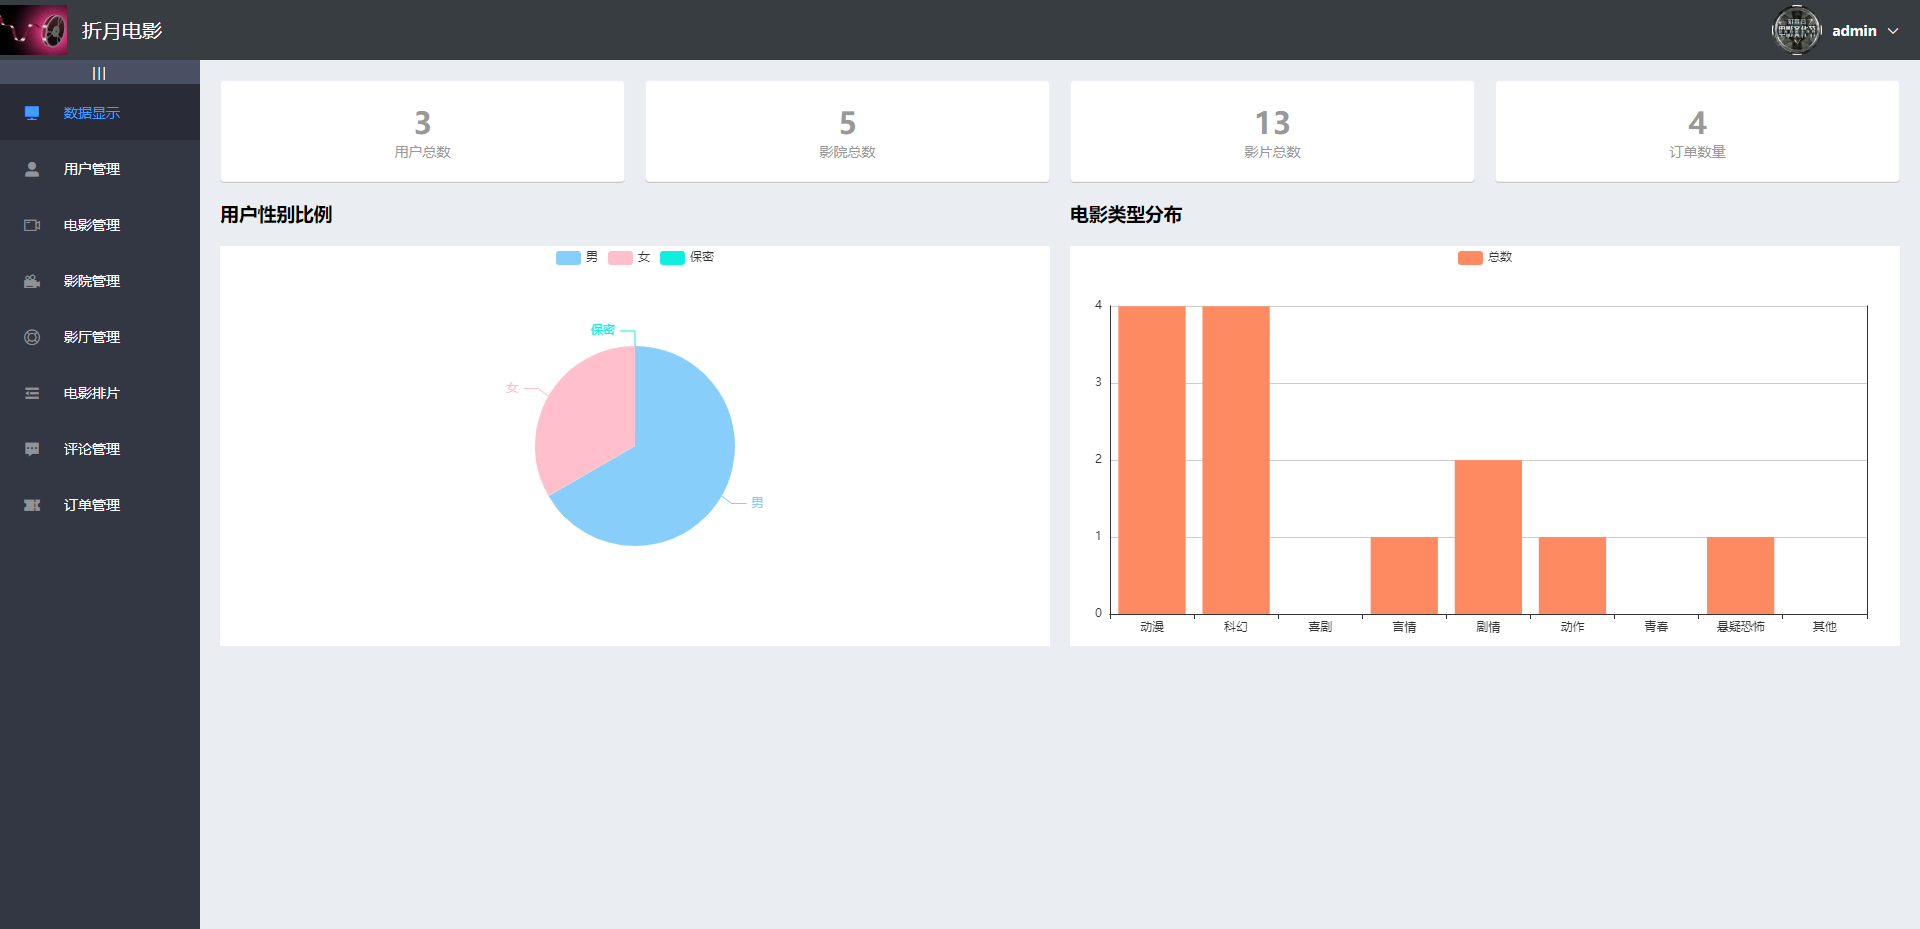 折月电影
admin
|||
数据显示
用户管理
电影管理
影院管理
影厅管理
电影排片
评论管理
订单管理
3
用户总数
5
影院总数
13
影片总数
4
订单数量
用户性别比例
男 女 保密
保密
女
男
电影类型分布
总数
4
3
2
1
0
动漫 科幻 喜剧 言情 剧情 动作 青春 悬疑恐怖 其他